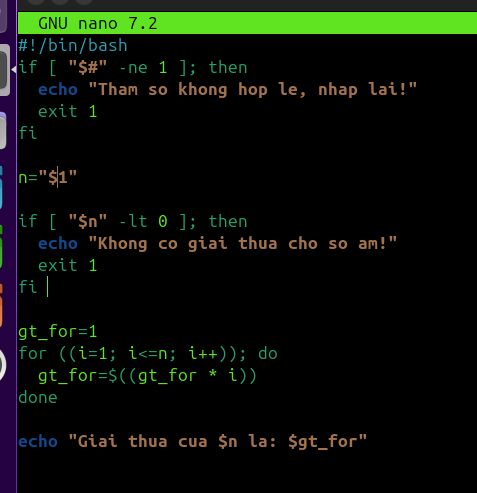 GNU nano 7.2
#!/bin/bash
if [ "$#" -ne 1 ]; then
  echo "Tham so khong hop le, nhap lai!"
  exit 1
fi

n="$1"

if [ "$n" -lt 0 ]; then
  echo "Khong co giai thua cho so am!"
  exit 1
fi

gt_for=1
for ((i=1; i<=n; i++)); do
  gt_for=$((gt_for * i))
done

echo "Giai thua cua $n la: $gt_for"